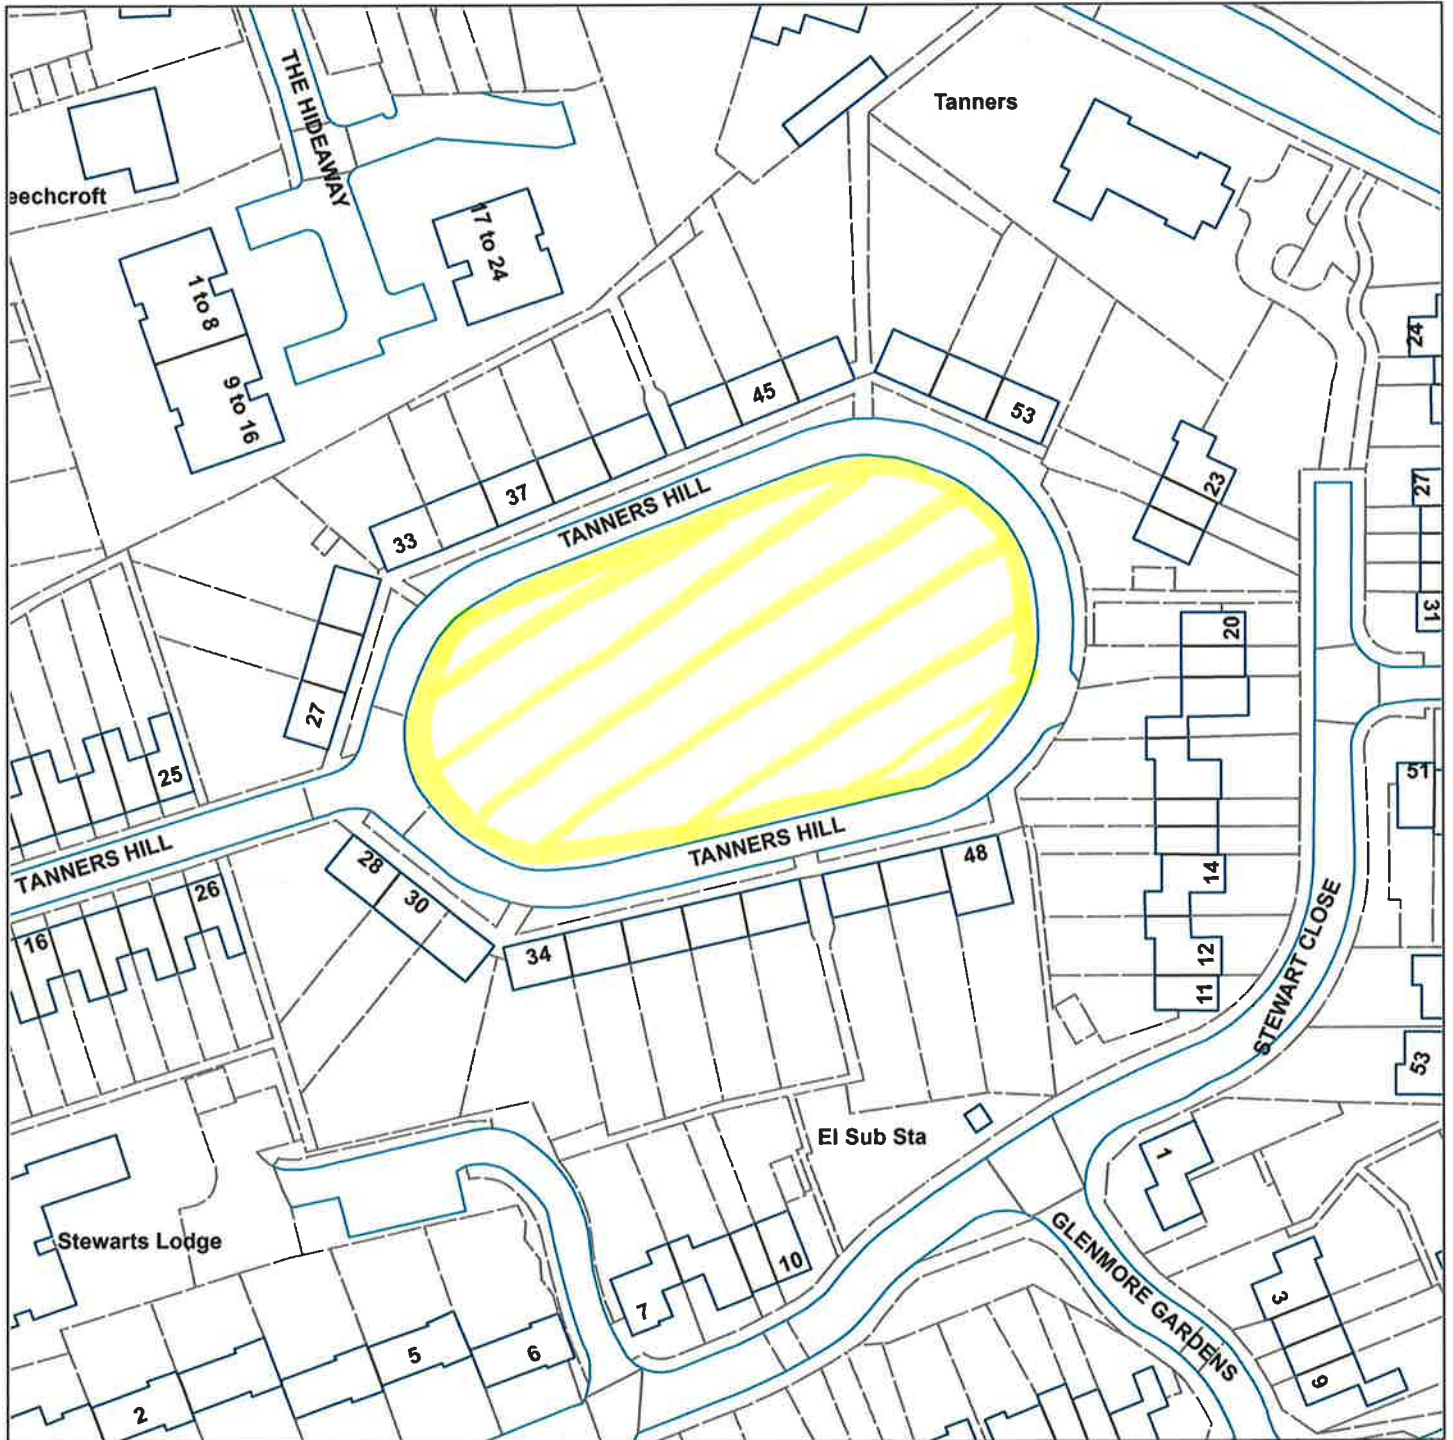 THE HIDEAWAY
Tanners
eechcroft
17 to 24
1 to 8
9 to 16
24
45
53
23
27
37
33
TANNERS HILL
20
31
27
25
51
TANNERS HILL
TANNERS HILL
28
30
48
14
26
16
34
12
11
STEWART CLOSE
53
El Sub Sta
1
Stewarts Lodge
10
7
GLENMORE GARDENS
3
9
5
6
2